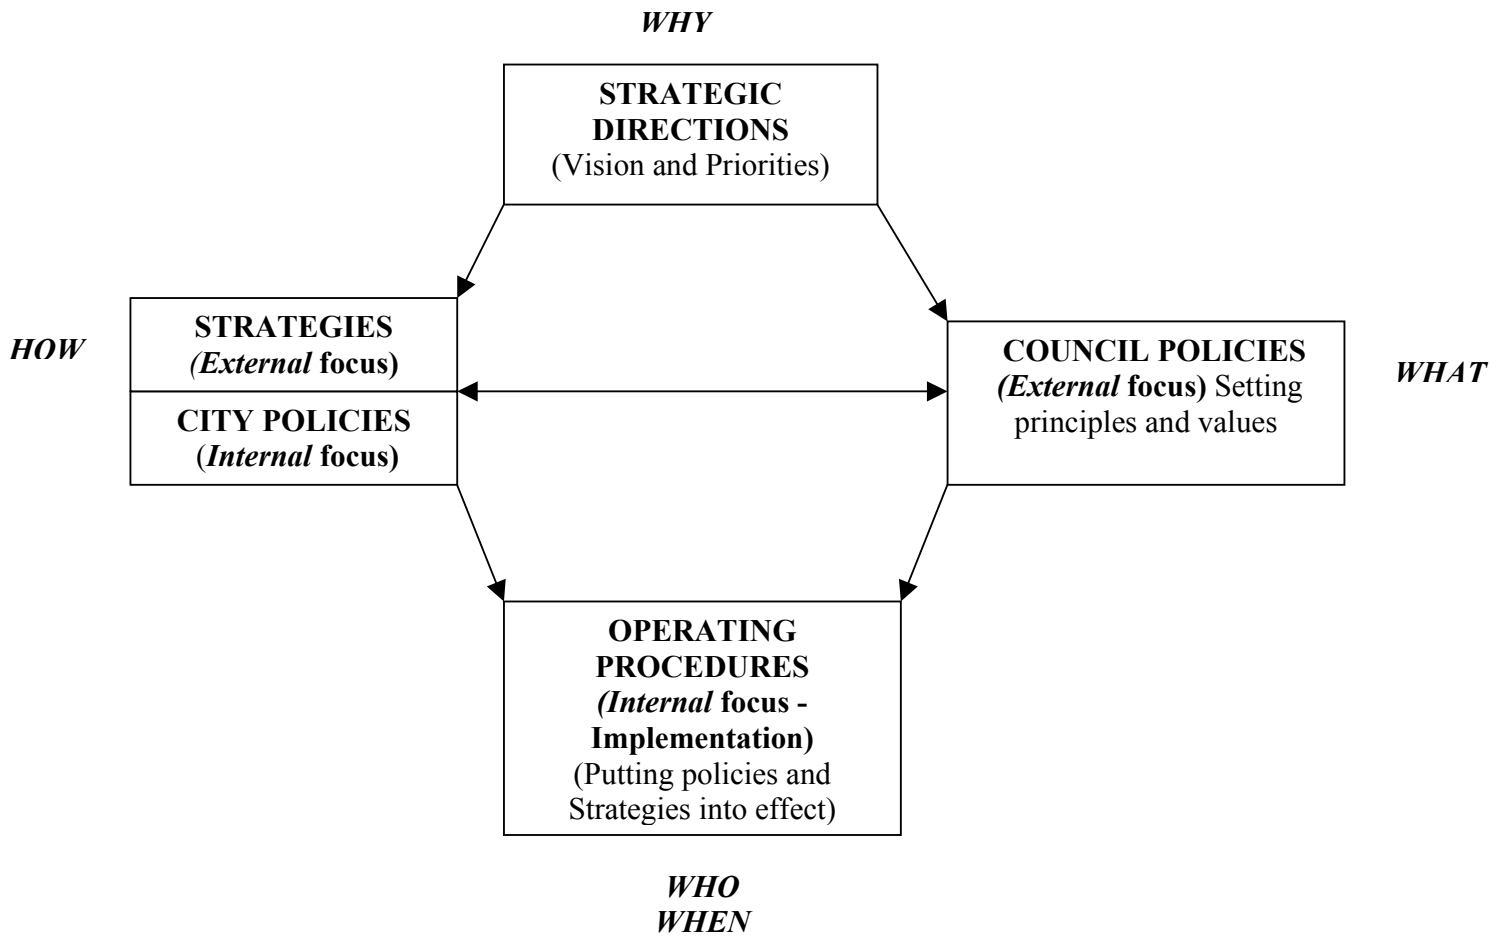 WHY
STRATEGIC
DIRECTIONS
(Vision and Priorities)
HOW
STRATEGIES
(External focus)
CITY POLICIES
(Internal focus)
COUNCIL POLICIES
(External focus) Setting
principles and values
WHAT
OPERATING
PROCEDURES
(Internal focus -
Implementation)
(Putting policies and
Strategies into effect)
WHO
WHEN